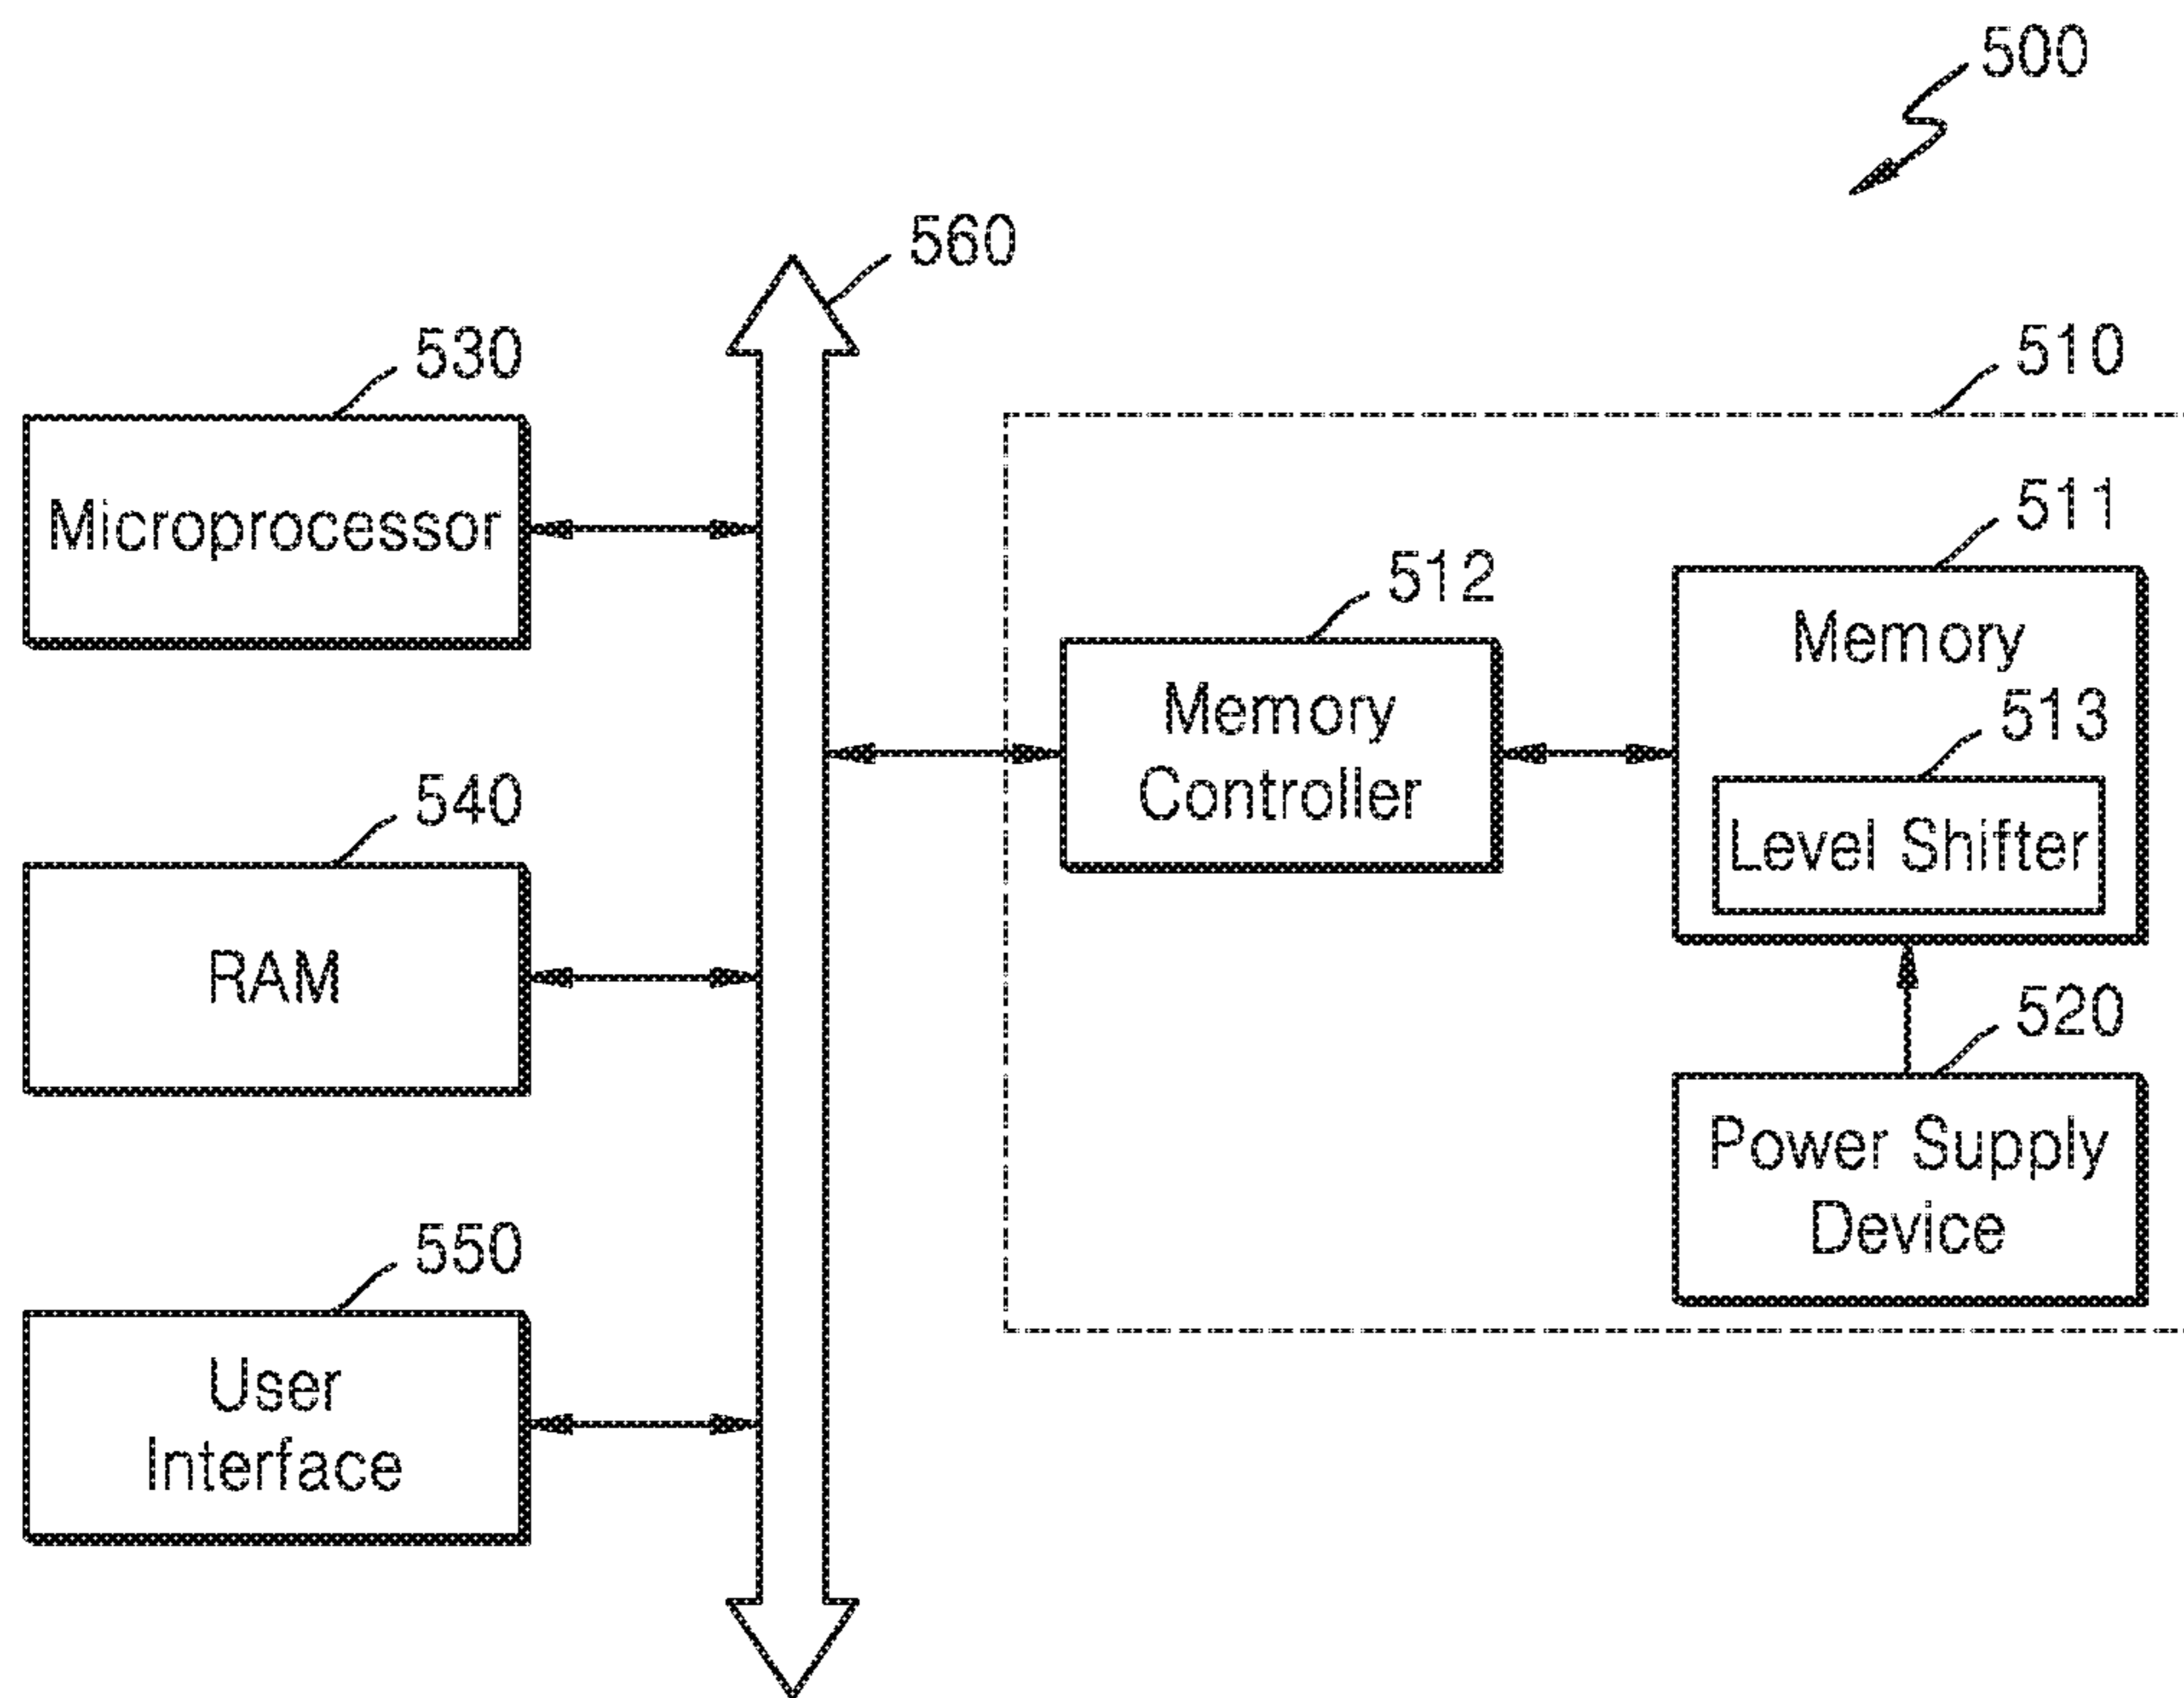 500
560
530
510
Microprocessor
511
512
Memory
Memory
Controller
513
Level Shifter
540
RAM
520
Power Supply
Device
550
User
Interface